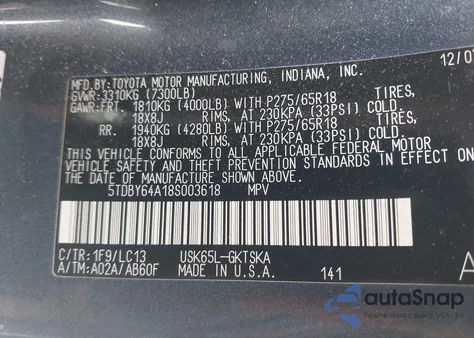 MFD.BY:TOYOTA MOTOR MANUFACTURING, INDIANA, INC. 12/07
GVWR:3310KG (7300LB)
GAWR:FRT. 1810KG (4000LB) WITH P275/65R18 TIRES,
18X8J RIMS, AT 230KPA (33PSI) COLD.
RR. 1940KG (4280LB) WITH P275/65R18 TIRES,
18X8J RIMS, AT 230KPA (33PSI) COLD.
THIS VEHICLE CONFORMS TO ALL APPLICABLE FEDERAL MOTOR
VEHICLE SAFETY AND THEFT PREVENTION STANDARDS IN EFFECT ON
THE DATE OF MANUFACTURE SHOWN ABOVE.
5TDBY64A18S003618 MPV
C/TR: 1F9/LC13 USK65L-GKTSKA
A/TM: A02A/AB60F MADE IN U.S.A. 141
A
autoSnap